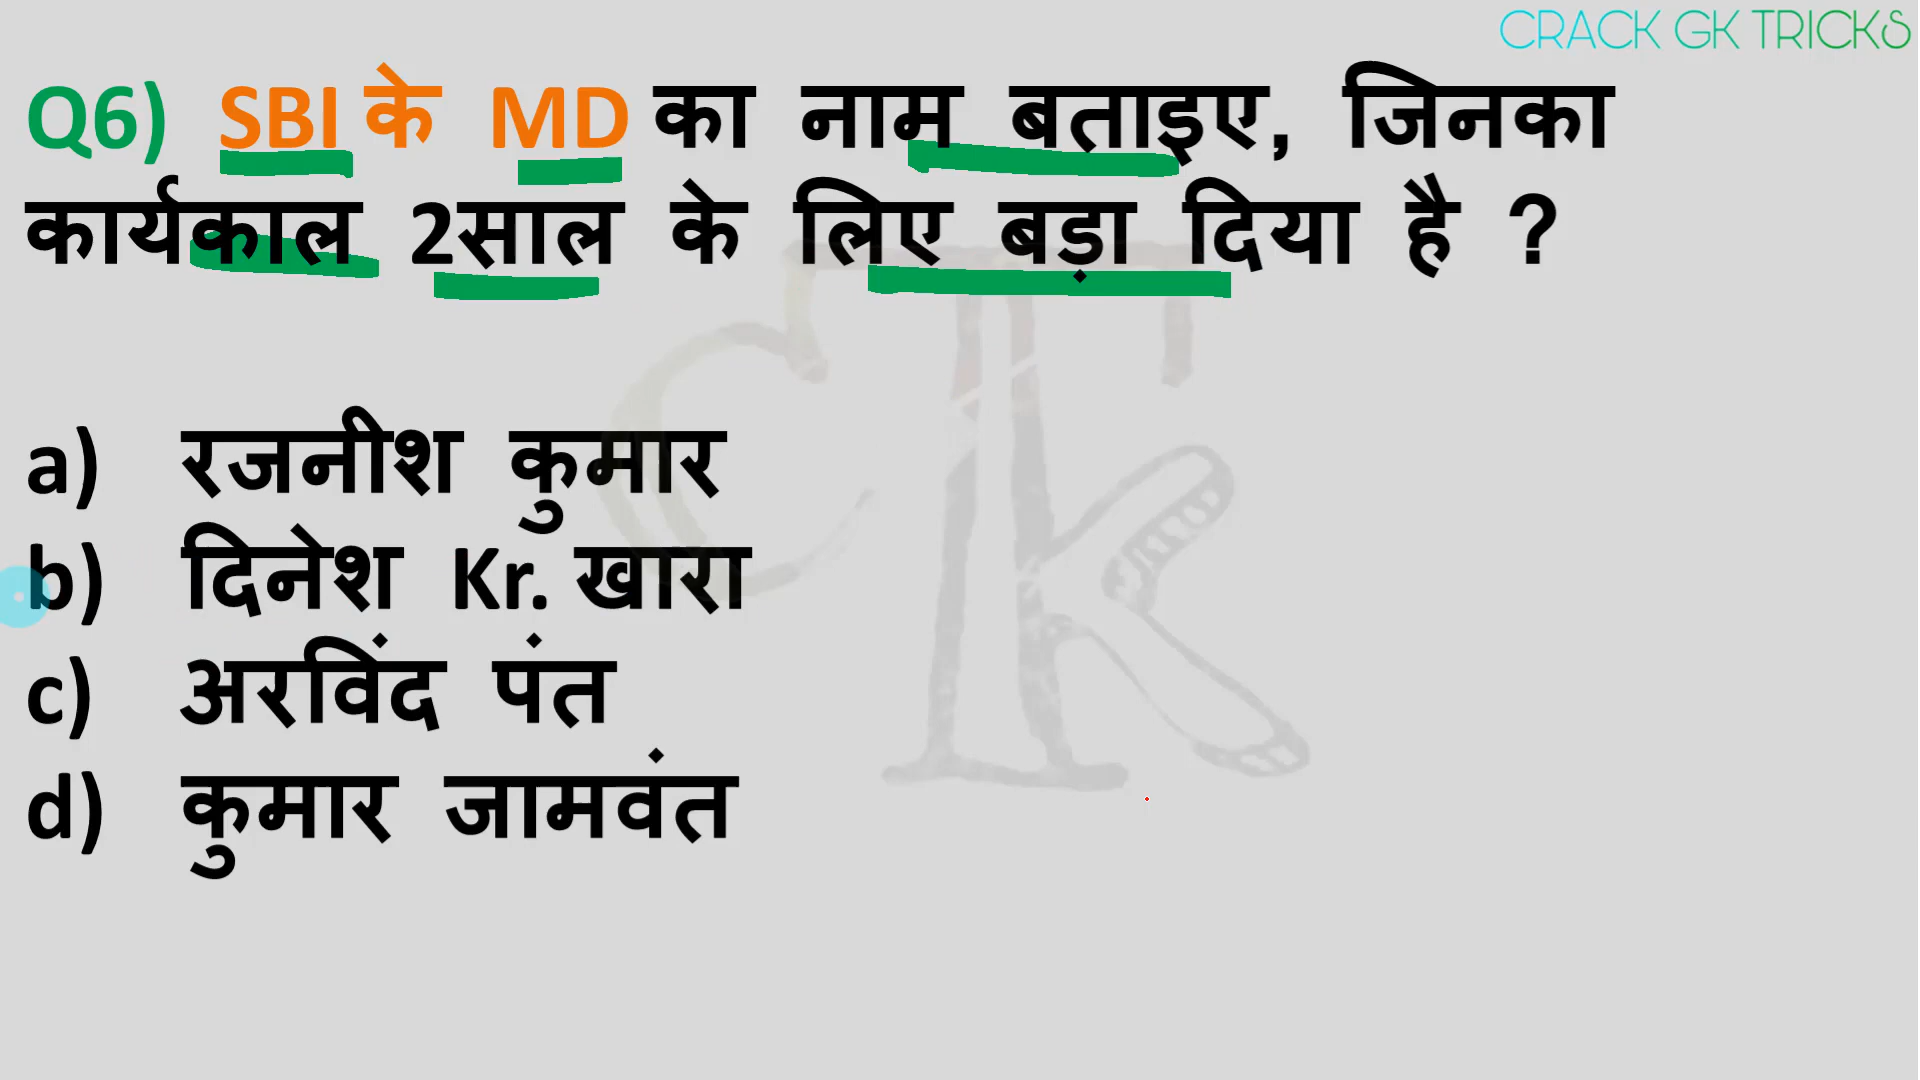 CRACK GK TRICKS
Q6) SBI के MD का नाम बताइए, जिनका
कार्यकाल 2साल के लिए बड़ा दिया है ?
a) रजनीश कुमार
b) दिनेश Kr. खारा
c) अरविंद पंत
d) कुमार जामवंत